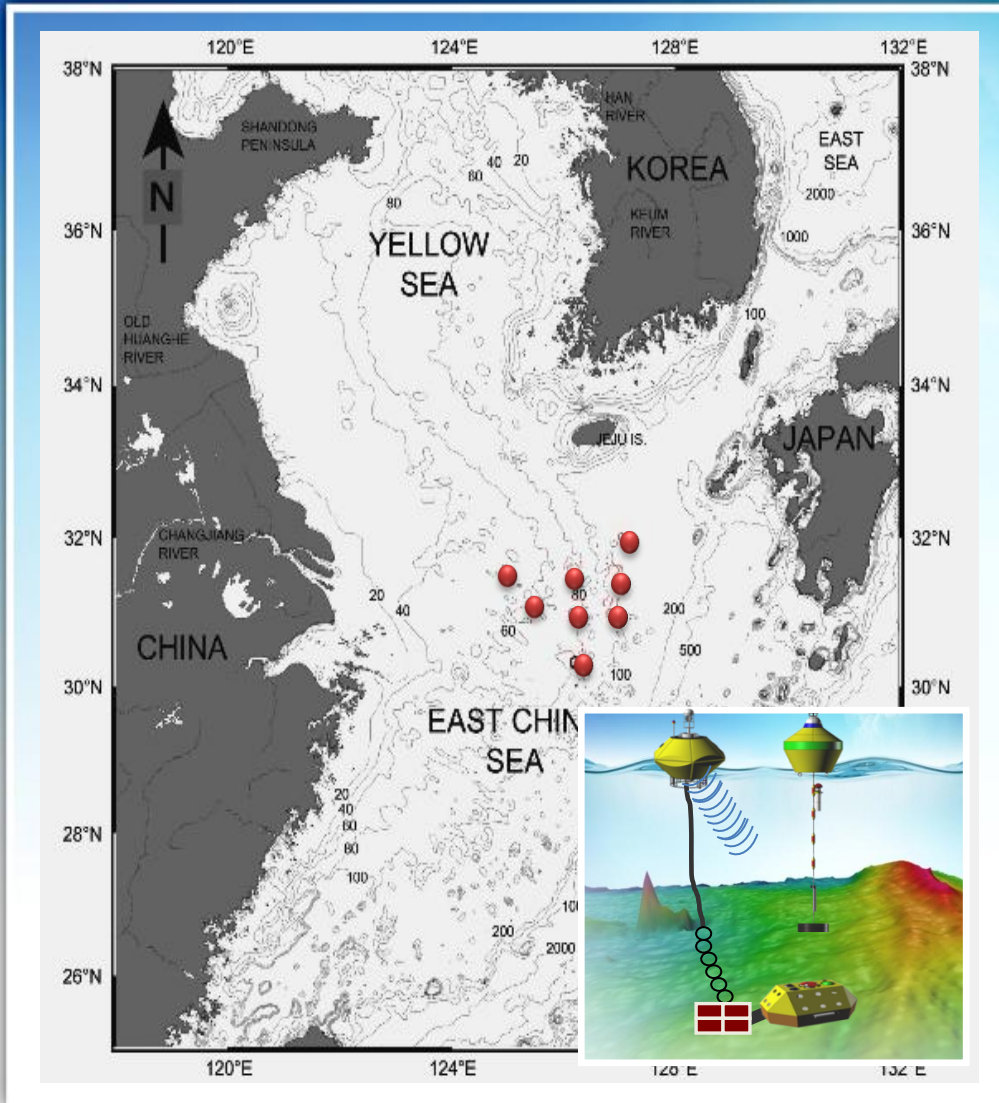 120°E 124°E 128°E 132°E
38°N 38°N
HAN
RIVER
SHANDONG
PENINSULA
EAST
SEA
40 20
60
KOREA
2000
N
80
KEUM
RIVER
36°N 36°N
1000
YELLOW
SEA
100
OLD
HUANGHE
RIVER
34°N 34°N
JEJU IS.
JAPAN
32°N 32°N
CHANGJIANG
RIVER
20
40
80
200
60
CHINA
500
100
30°N 30°N
EAST CHIN
SEA
20
40
60
80
100
28°N
10
200
2000
26°N
120°E 124°E 128°E 132°E